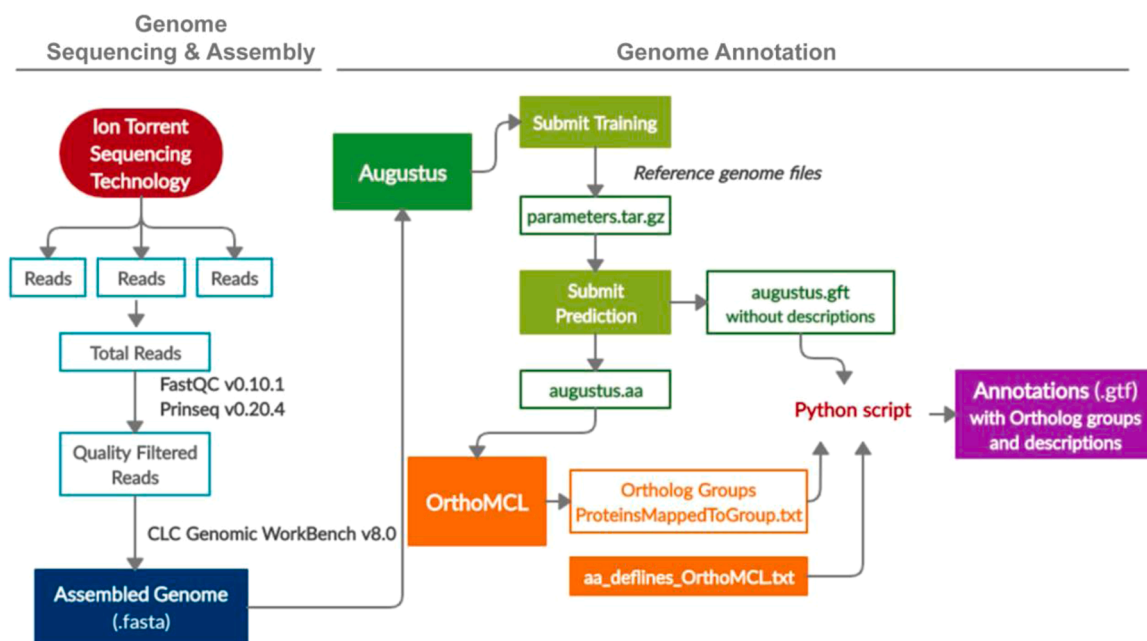 Genome
Sequencing & Assembly
Genome Annotation
Ion Torrent
Sequencing
Technology
Reads
Reads
Reads
Total Reads
FastQC v0.10.1
Prinseq v0.20.4
Quality Filtered
Reads
CLC Genomic WorkBench v8.0
Assembled Genome
(.fasta)
Augustus
Submit Training
Reference genome files
parameters.tar.gz
Submit
Prediction
augustus.gft
without descriptions
augustus.aa
OrthoMCL
Ortholog Groups
ProteinsMappedToGroup.txt
aa_deflines_OrthoMCL.txt
Python script
Annotations (.gtf)
with Ortholog groups
and descriptions